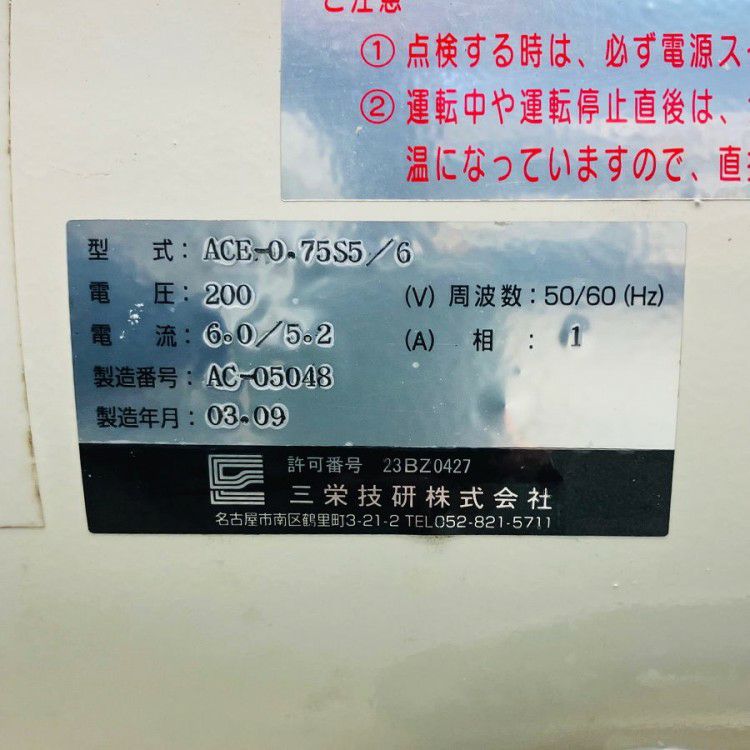 ご注意
① 点検する時は、必ず電源ス
② 運転中や運転停止直後は、
温になっていますので、直
型 式: ACE-0.75S5/6
電 圧: 200 (V) 周波数: 50/60 (Hz)
電 流: 6.0/5.2 (A) 相 : 1
製造番号: AC-05048
製造年月: 03.09
許可番号 23BZ0427
三栄技研株式会社
名古屋市南区鶴里町3-21-2 TEL052-821-5711